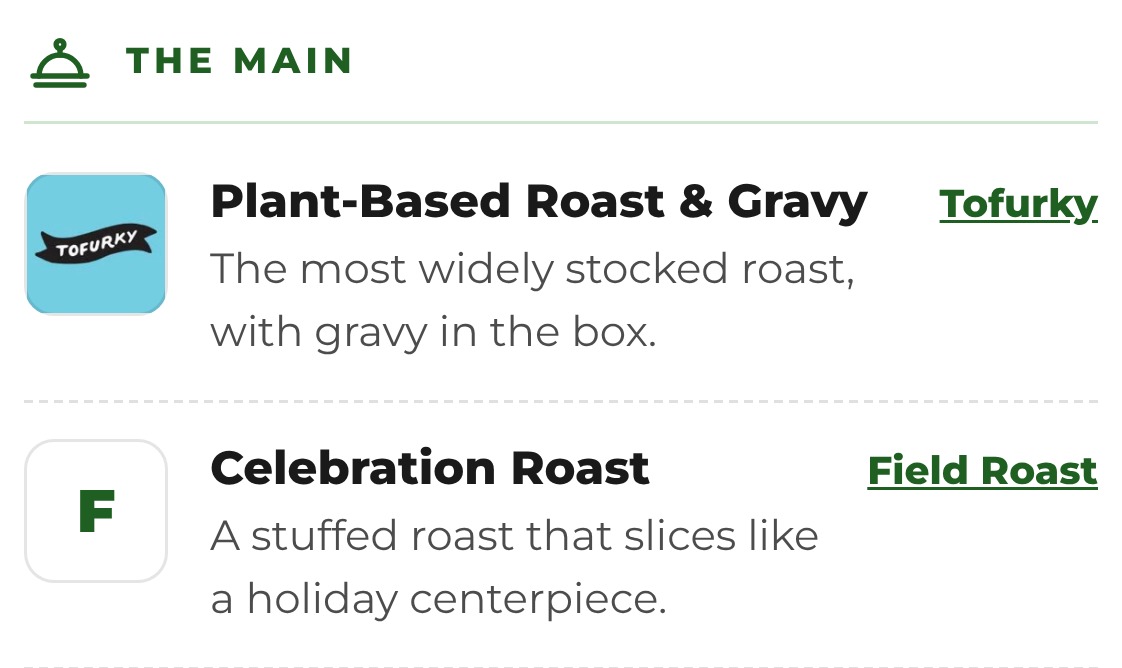 THE MAIN
TOFURKY
Plant-Based Roast & Gravy
Tofurky
The most widely stocked roast,
with gravy in the box.
F
Celebration Roast
Field Roast
A stuffed roast that slices like
a holiday centerpiece.